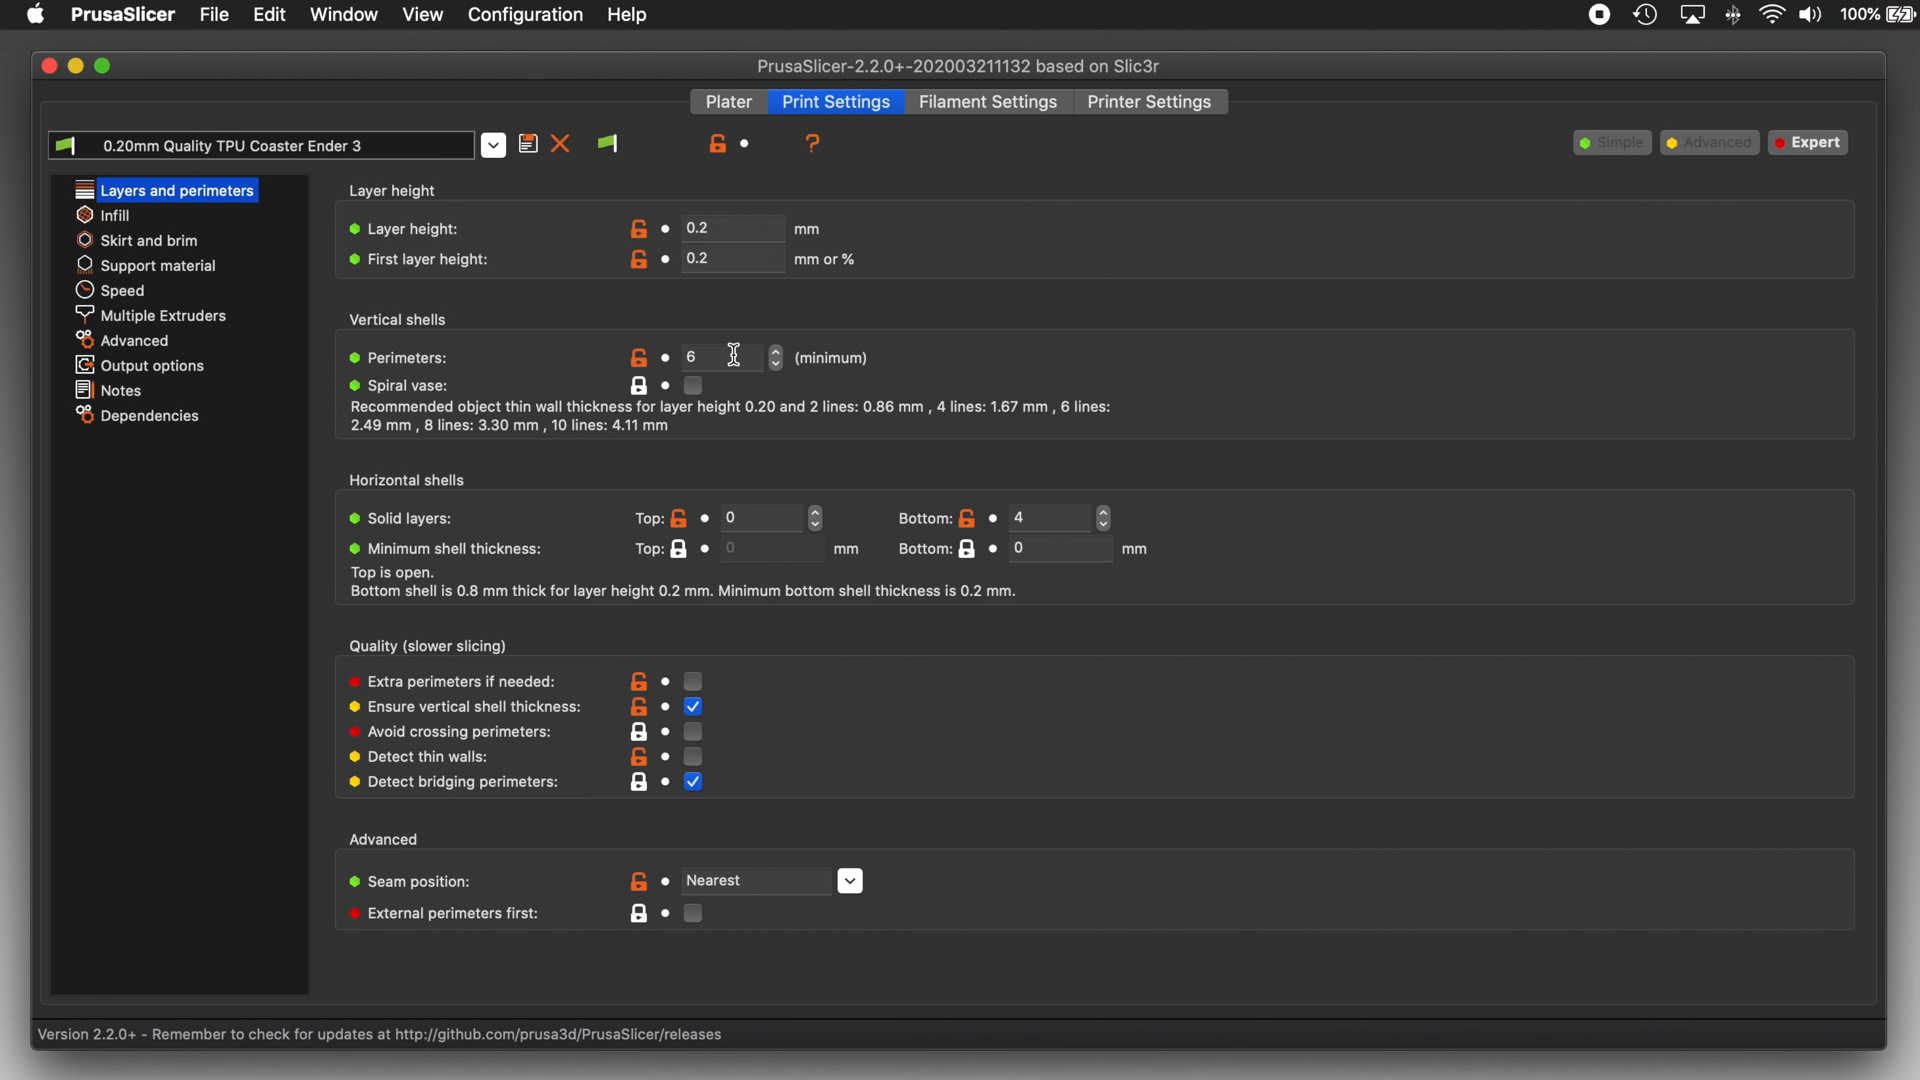 PrusaSlicer File Edit Window View Configuration Help 100%
PrusaSlicer-2.2.0+-202003211132 based on Slic3r
Plater Print Settings Filament Settings Printer Settings
0.20mm Quality TPU Coaster Ender 3 ? Simple Advanced Expert
Layers and perimeters
Infill
Skirt and brim
Support material
Speed
Multiple Extruders
Advanced
Output options
Notes
Dependencies
Layer height
Layer height: 0.2 mm
First layer height: 0.2 mm or %
Vertical shells
Perimeters: 6 (minimum)
Spiral vase:
Recommended object thin wall thickness for layer height 0.20 and 2 lines: 0.86 mm , 4 lines: 1.67 mm , 6 lines:
2.49 mm , 8 lines: 3.30 mm , 10 lines: 4.11 mm
Horizontal shells
Solid layers: Top: 0 Bottom: 4
Minimum shell thickness: Top: 0 mm Bottom: 0 mm
Top is open.
Bottom shell is 0.8 mm thick for layer height 0.2 mm. Minimum bottom shell thickness is 0.2 mm.
Quality (slower slicing)
Extra perimeters if needed:
Ensure vertical shell thickness:
Avoid crossing perimeters:
Detect thin walls:
Detect bridging perimeters:
Advanced
Seam position: Nearest
External perimeters first:
Version 2.2.0+ - Remember to check for updates at http://github.com/prusa3d/PrusaSlicer/releases